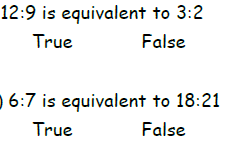 12:9 is equivalent to 3:2
True False
) 6:7 is equivalent to 18:21
True False